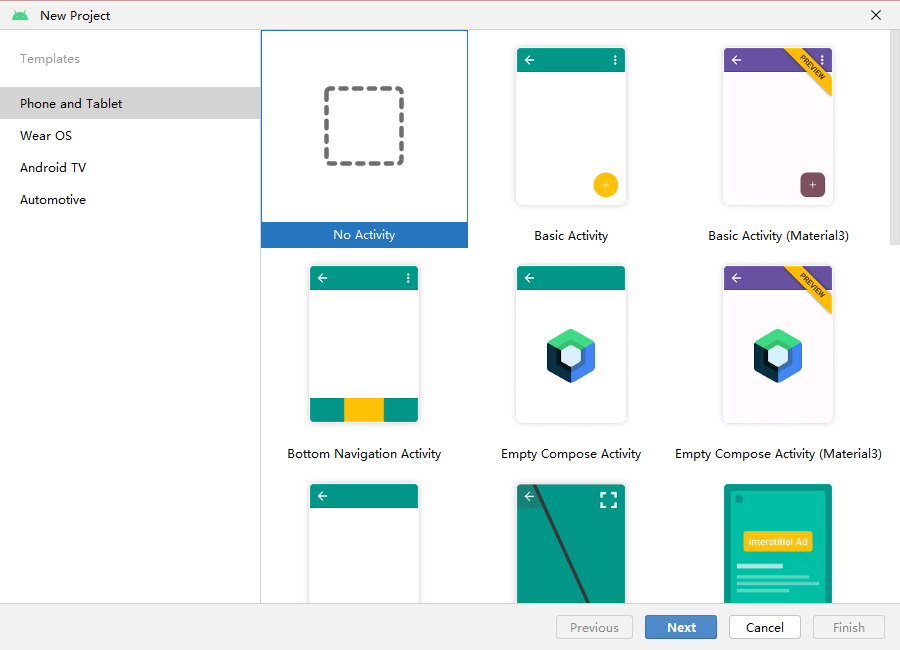 New Project
Templates
Phone and Tablet
Wear OS
Android TV
Automotive
No Activity
Basic Activity
PREVIEW
Basic Activity (Material3)
Bottom Navigation Activity
Empty Compose Activity
PREVIEW
Empty Compose Activity (Material3)
Interstitial Ad
Previous
Next
Cancel
Finish